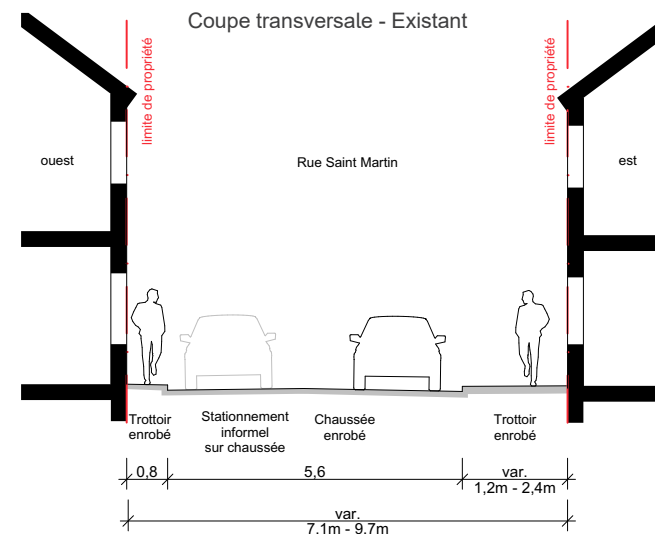 Coupe transversale - Existant
limite de propriété
limite de propriété
ouest
Rue Saint Martin
est
Trottoir
enrobé
Stationnement
informel
sur chaussée
Chaussée
enrobé
Trottoir
enrobé
0,8
5,6
var.
1,2m - 2,4m
var.
7.1m - 9.7m